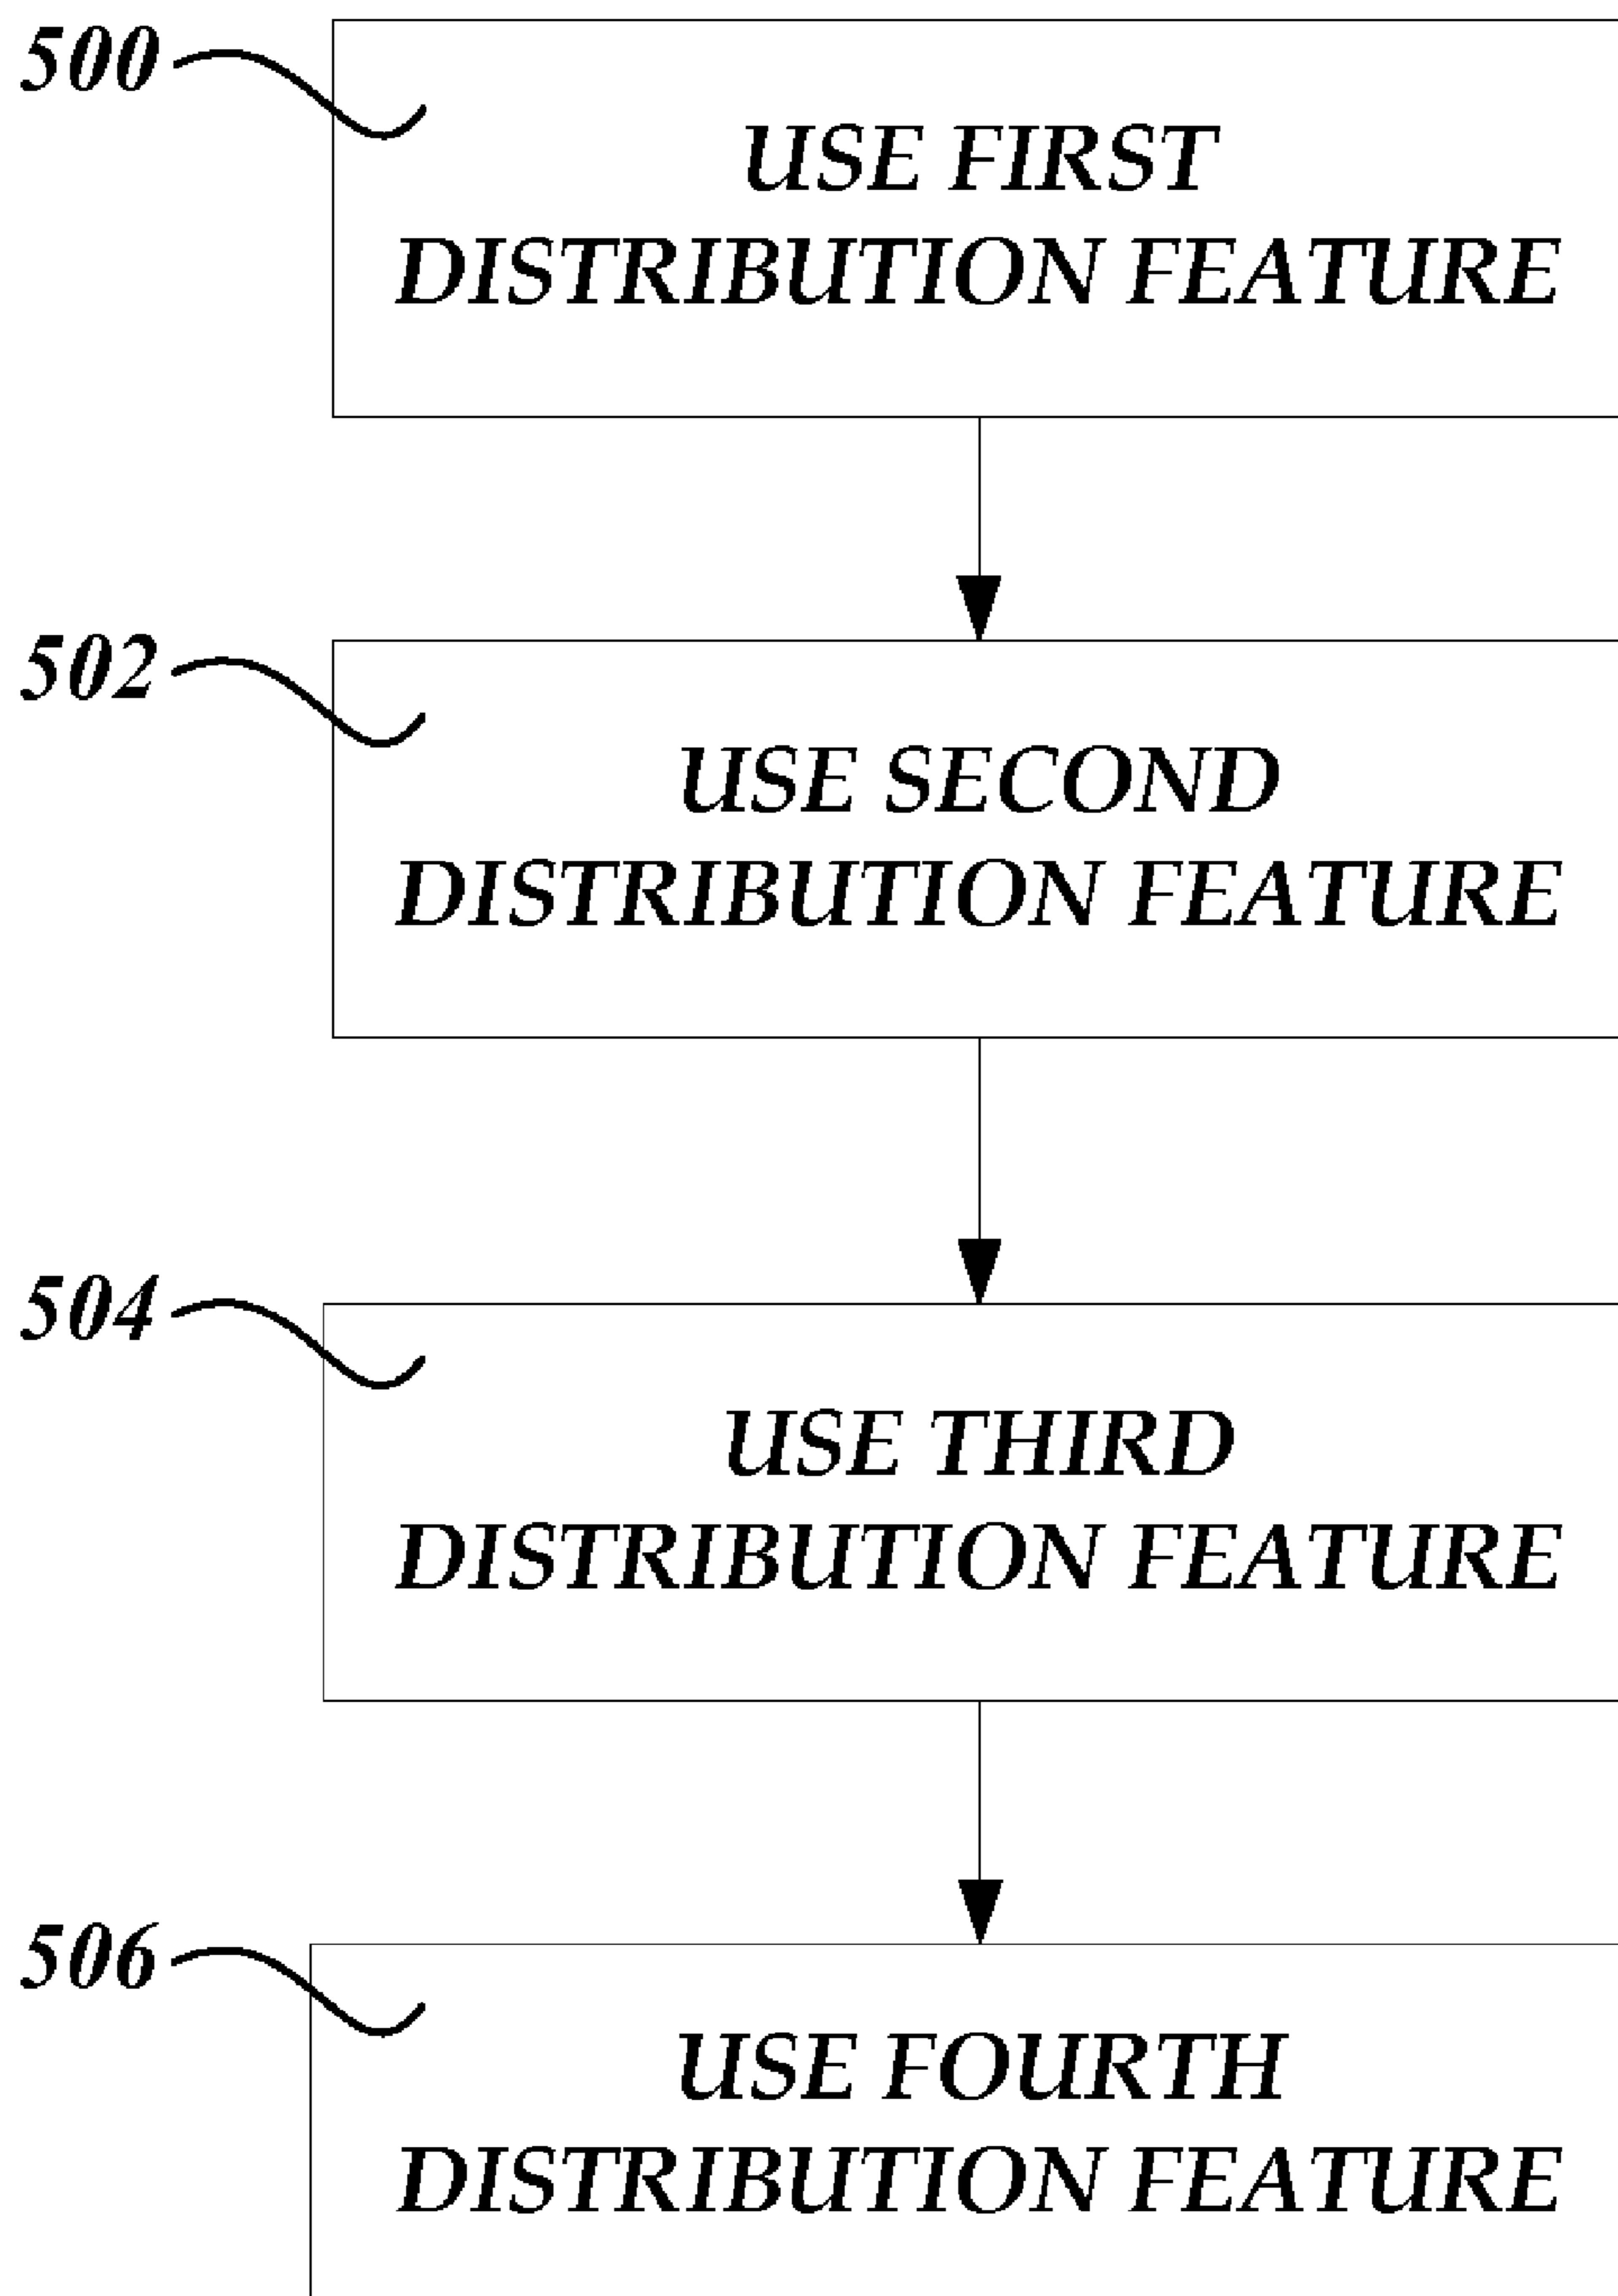 500
USE FIRST
DISTRIBUTION FEATURE
502
USE SECOND
DISTRIBUTION FEATURE
504
USE THIRD
DISTRIBUTION FEATURE
506
USE FOURTH
DISTRIBUTION FEATURE